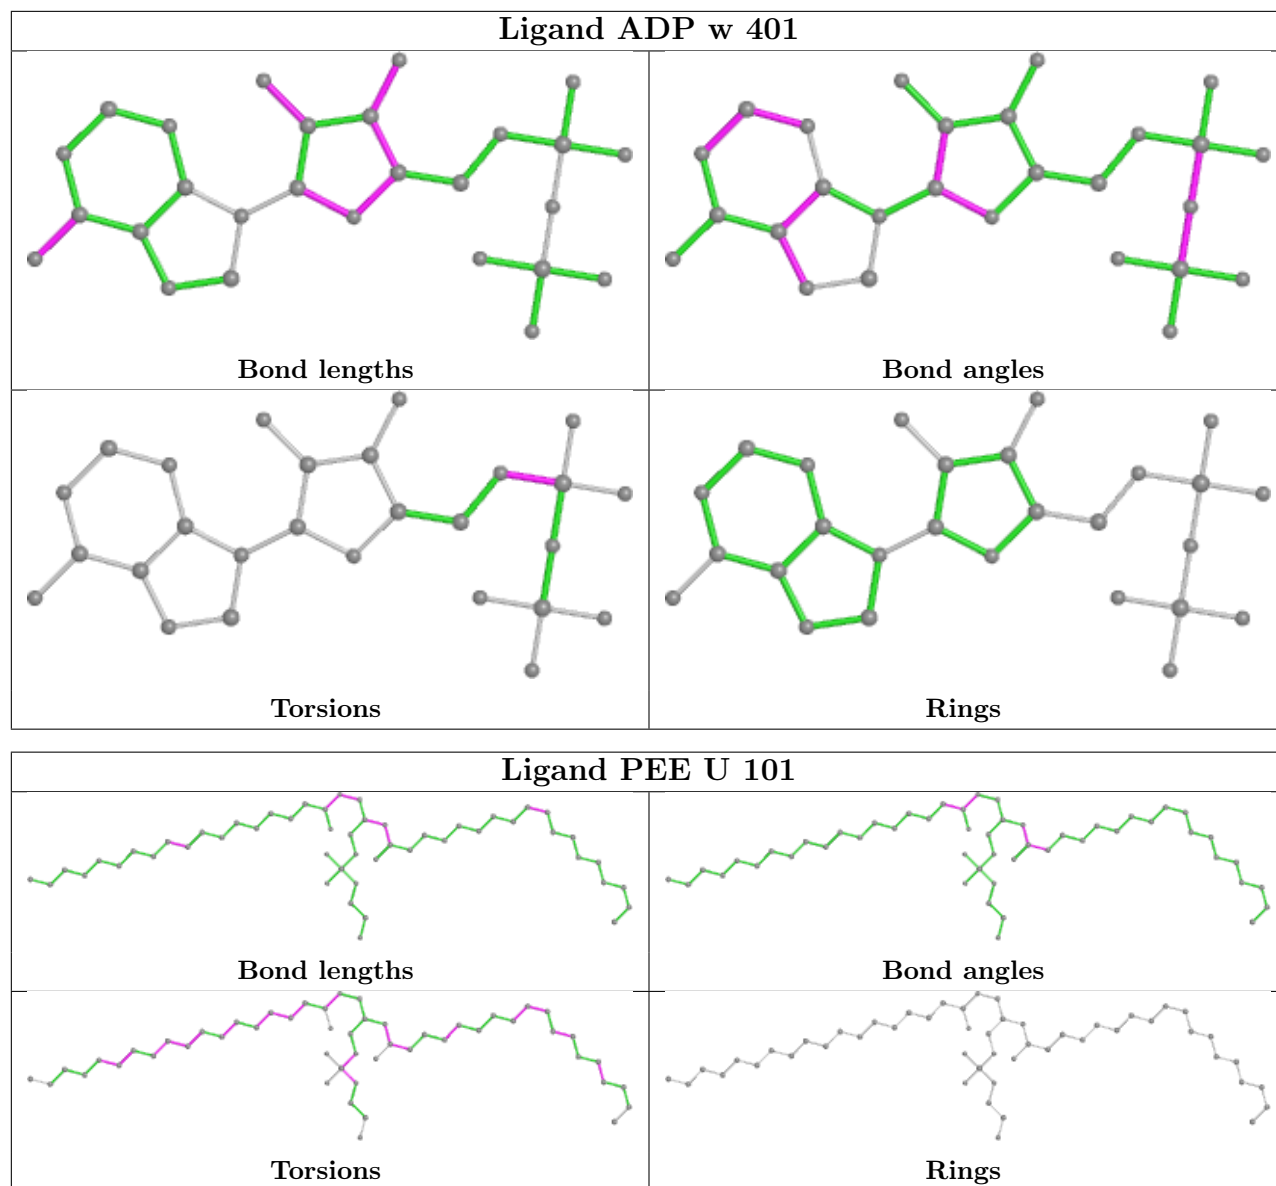 Ligand ADP w 401
Bond lengths
Bond angles
Torsions
Rings
Ligand PEE U 101
Bond lengths
Bond angles
Torsions
Rings